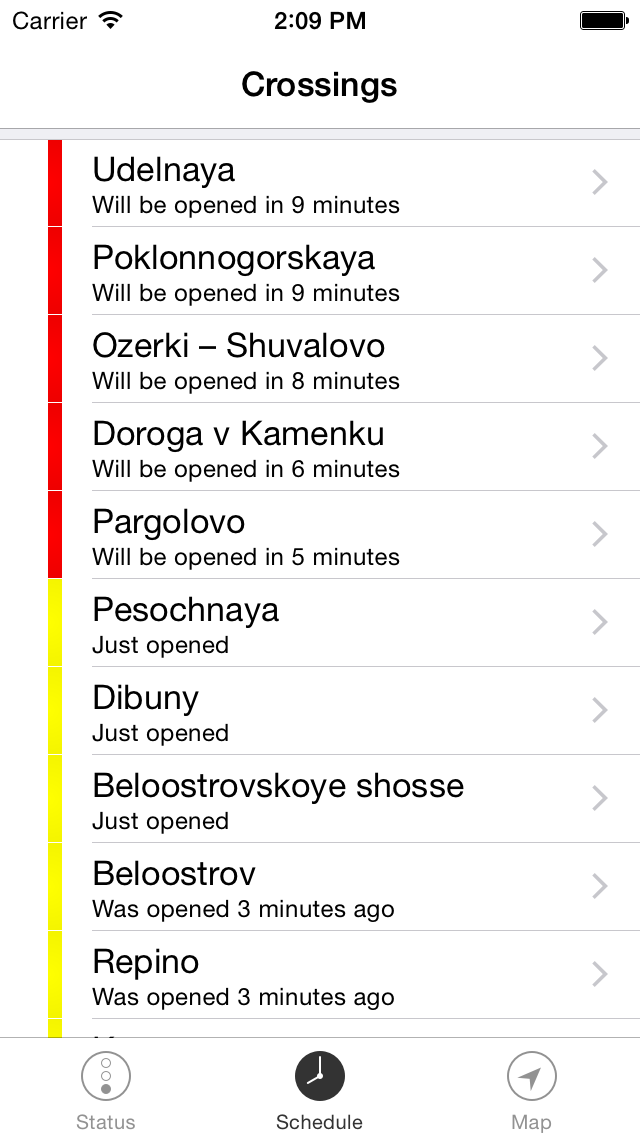 Carrier 2:09 PM
Crossings
Udelnaya
Will be opened in 9 minutes
Poklonnogorskaya
Will be opened in 9 minutes
Ozerki – Shuvalovo
Will be opened in 8 minutes
Doroga v Kamenku
Will be opened in 6 minutes
Pargolovo
Will be opened in 5 minutes
Pesochnaya
Just opened
Dibuny
Just opened
Beloostrovskoye shosse
Just opened
Beloostrov
Was opened 3 minutes ago
Repino
Was opened 3 minutes ago
Status Schedule Map